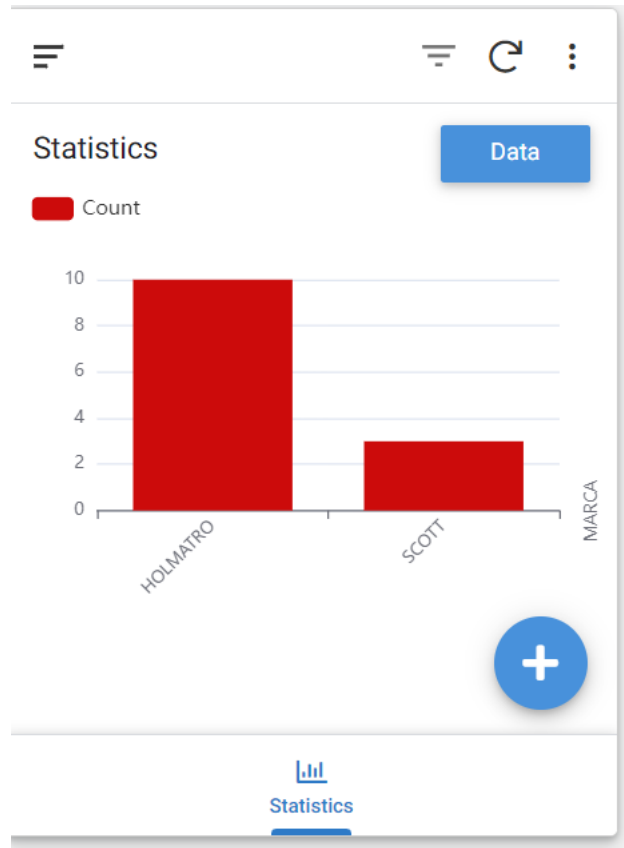 Statistics
Data
Count
10
8
6
4
2
0
HOLMATRO
SCOTT
MARCA
Statistics